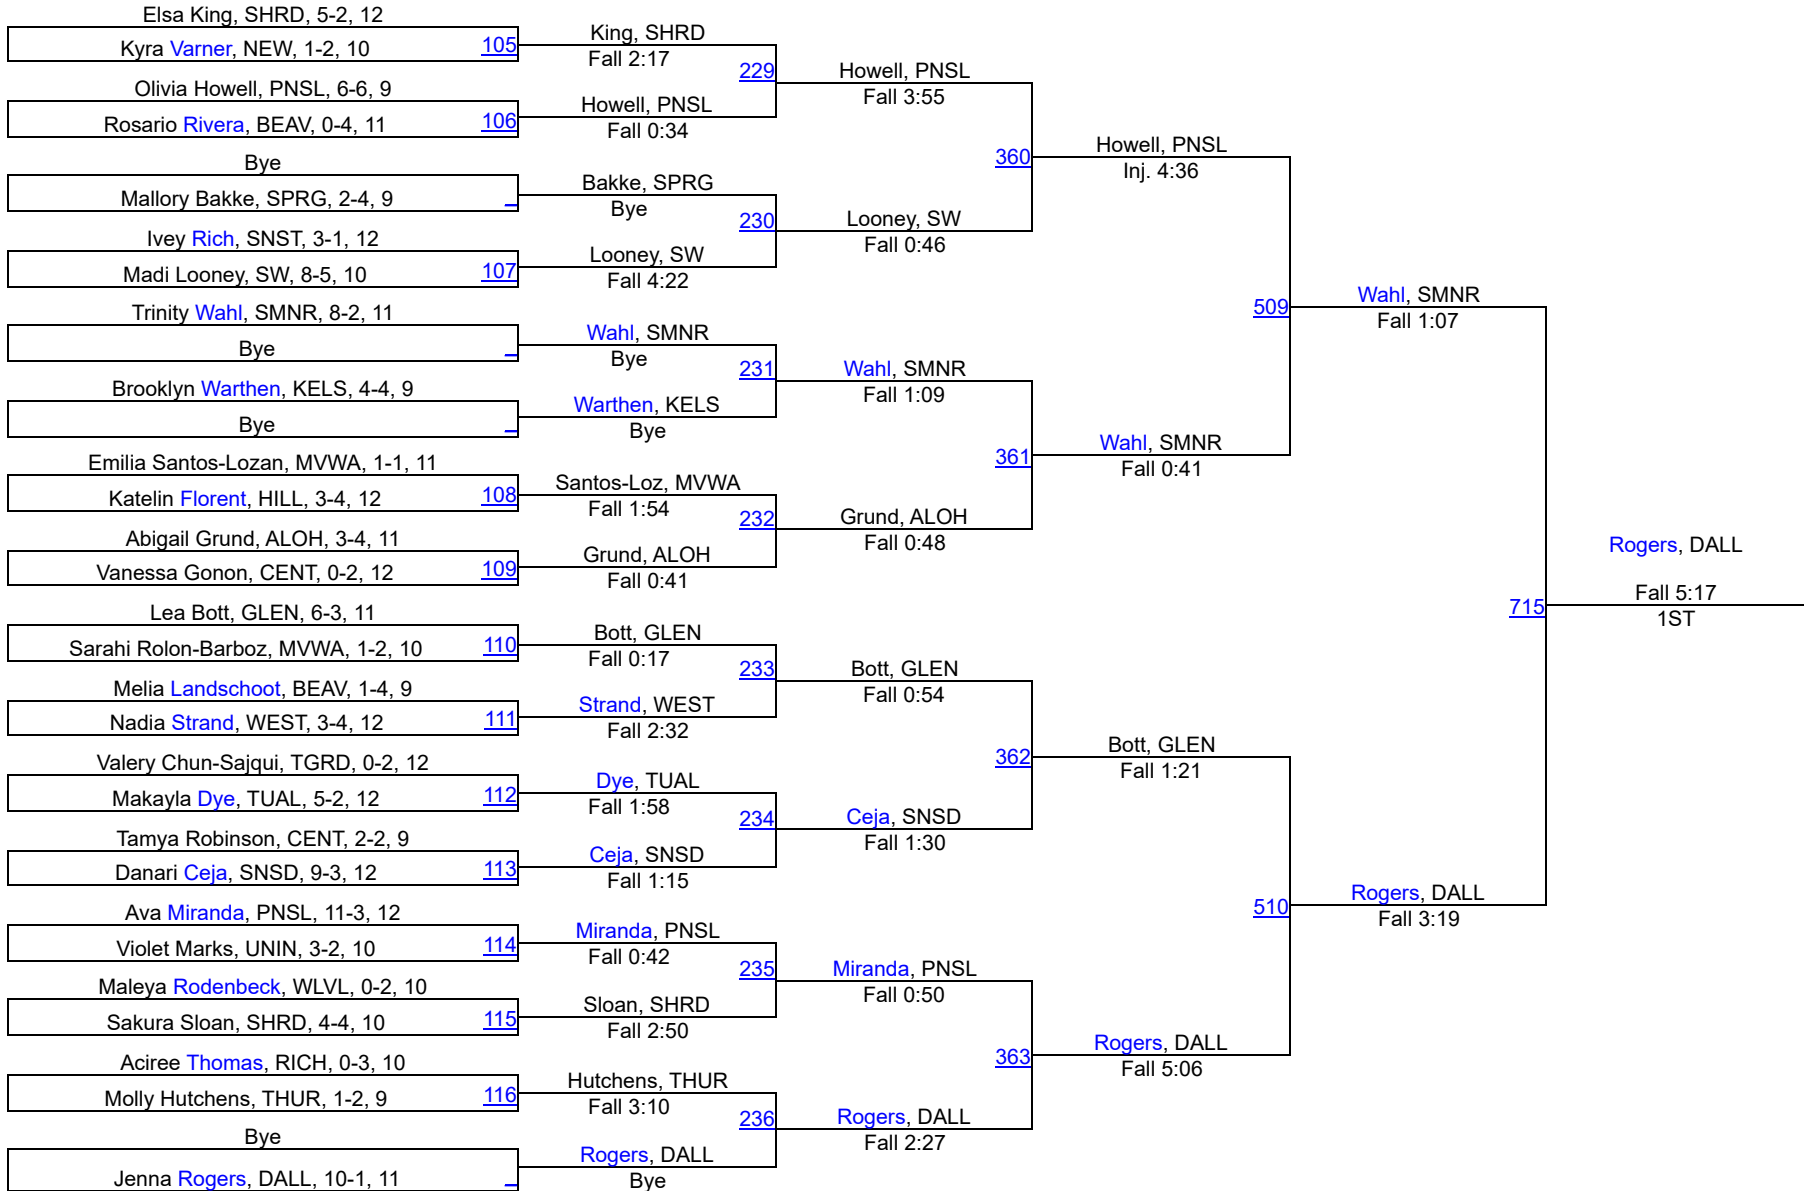 Elsa King, SHRD, 5-2, 12
Kyra Varner, NEW, 1-2, 10
105
Olivia Howell, PNSL, 6-6, 9
Rosario Rivera, BEAV, 0-4, 11
106
Bye
Mallory Bakke, SPRG, 2-4, 9
Ivey Rich, SNST, 3-1, 12
Madi Looney, SW, 8-5, 10
107
Trinity Wahl, SMNR, 8-2, 11
Bye
Brooklyn Warthen, KELS, 4-4, 9
Bye
Emilia Santos-Lozan, MVWA, 1-1, 11
Katelin Florent, HILL, 3-4, 12
108
Abigail Grund, ALOH, 3-4, 11
Vanessa Gonon, CENT, 0-2, 12
109
Lea Bott, GLEN, 6-3, 11
Sarahi Rolon-Barboz, MVWA, 1-2, 10
110
Melia Landschoot, BEAV, 1-4, 9
Nadia Strand, WEST, 3-4, 12
111
Valery Chun-Sajqui, TGRD, 0-2, 12
Makayla Dye, TUAL, 5-2, 12
112
Tamya Robinson, CENT, 2-2, 9
Danari Ceja, SNSD, 9-3, 12
113
Ava Miranda, PNSL, 11-3, 12
Violet Marks, UNIN, 3-2, 10
114
Maleya Rodenbeck, WLVL, 0-2, 10
Sakura Sloan, SHRD, 4-4, 10
115
Aciree Thomas, RICH, 0-3, 10
Molly Hutchens, THUR, 1-2, 9
116
Bye
Jenna Rogers, DALL, 10-1, 11
King, SHRD
Fall 2:17
229
Howell, PNSL
Fall 0:34
Bakke, SPRG
Bye
230
Looney, SW
Fall 4:22
Wahl, SMNR
Bye
231
Warthen, KELS
Bye
Santos-Loz, MVWA
Fall 1:54
232
Grund, ALOH
Fall 0:41
Bott, GLEN
Fall 0:17
233
Strand, WEST
Fall 2:32
Dye, TUAL
Fall 1:58
234
Ceja, SNSD
Fall 1:15
Miranda, PNSL
Fall 0:42
235
Sloan, SHRD
Fall 2:50
Hutchens, THUR
Fall 3:10
236
Rogers, DALL
Bye
Howell, PNSL
Fall 3:55
360
Looney, SW
Fall 0:46
Wahl, SMNR
Fall 1:09
361
Grund, ALOH
Fall 0:48
Bott, GLEN
Fall 0:54
362
Ceja, SNSD
Fall 1:30
Miranda, PNSL
Fall 0:50
363
Rogers, DALL
Fall 2:27
Howell, PNSL
Inj. 4:36
509
Wahl, SMNR
Fall 0:41
Bott, GLEN
Fall 1:21
510
Rogers, DALL
Fall 5:06
Wahl, SMNR
Fall 1:07
715
Rogers, DALL
Fall 3:19
Rogers, DALL
Fall 5:17
1ST